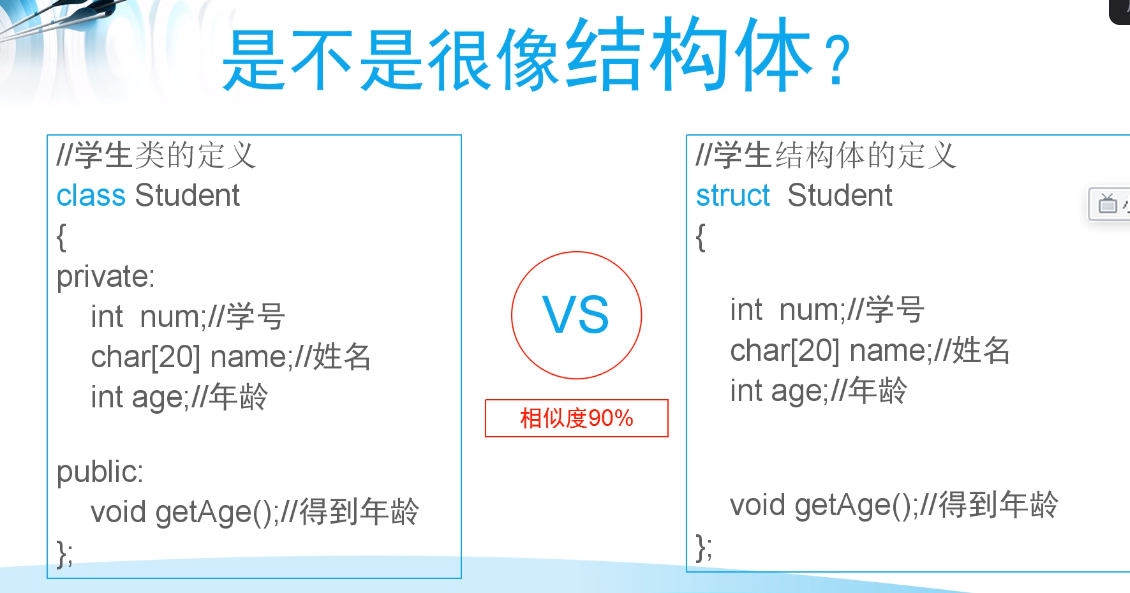 是不是很像结构体？
//学生类的定义
class Student
{
private:
int num;//学号
char[20] name;//姓名
int age;//年龄
public:
void getAge();//得到年龄
};
VS
相似度90%
//学生结构体的定义
struct Student
{
int num;//学号
char[20] name;//姓名
int age;//年龄
void getAge();//得到年龄
};